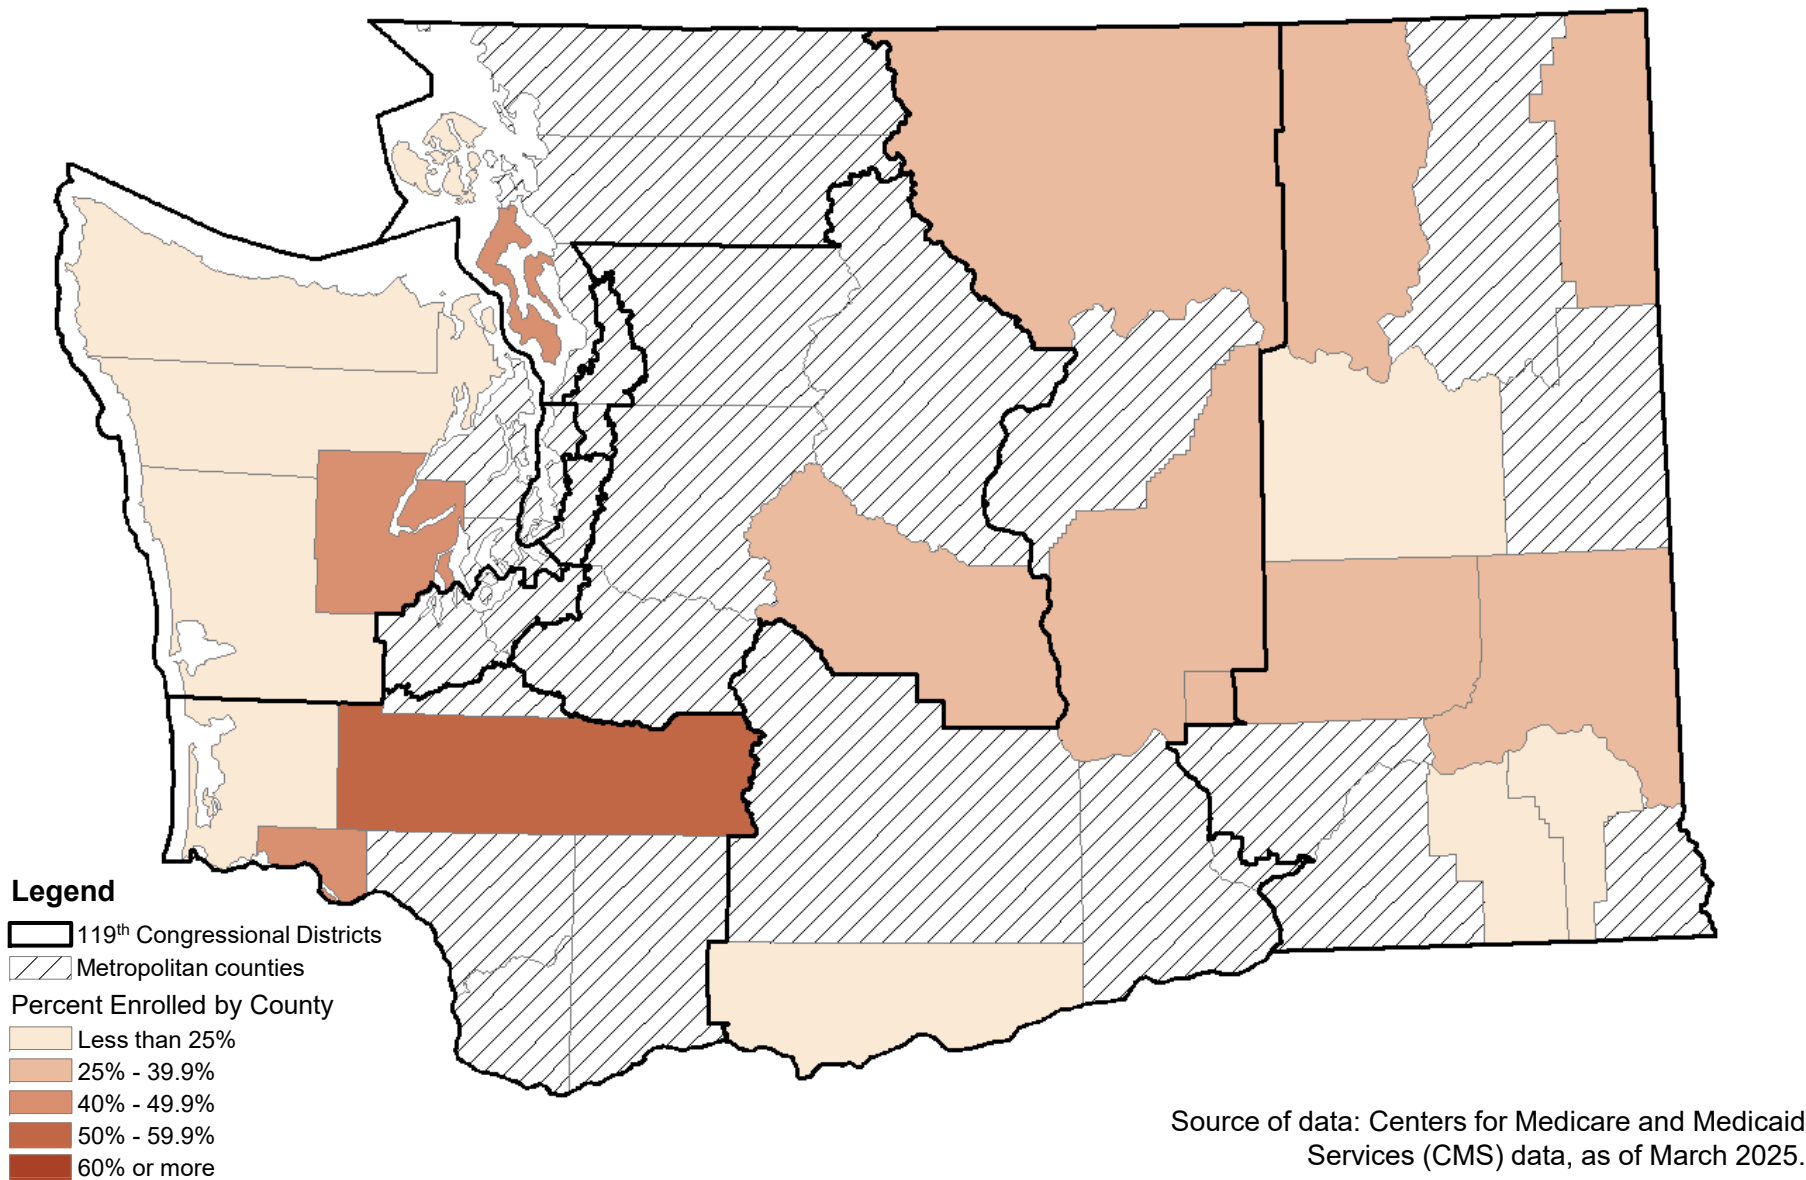 Legend
119th Congressional Districts
Metropolitan counties
Percent Enrolled by County
Less than 25%
25% - 39.9%
40% - 49.9%
50% - 59.9%
60% or more
Source of data: Centers for Medicare and Medicaid
Services (CMS) data, as of March 2025.